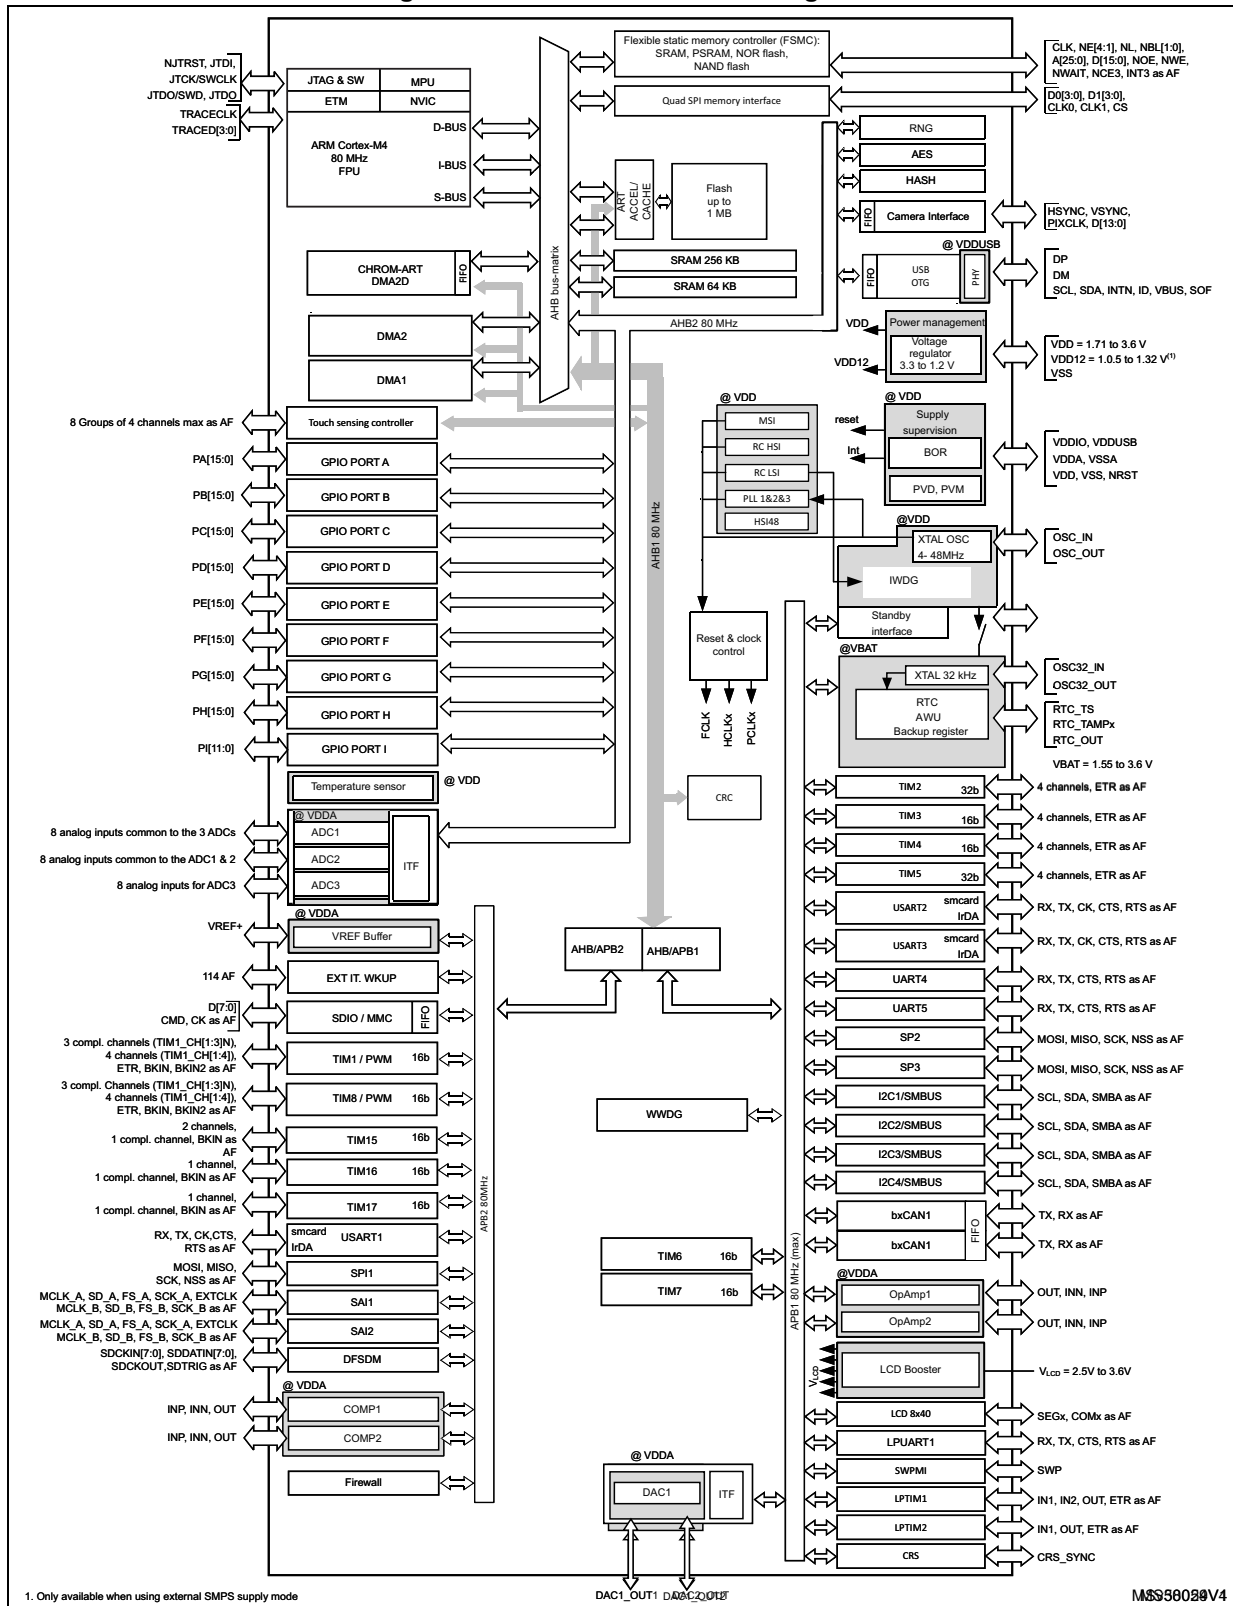 Flexible static memory controller (FSMC):
SRAM, PSRAM, NOR flash,
NAND flash
CLK, NE[4:1], NL, NBL[1:0],
A[25:0], D[15:0], NOE, NWE,
NWAIT, NCE3, INT3 as AF
Quad SPI memory interface
D0[3:0], D1[3:0],
CLK0, CLK1, CS
NJTRST, JTDI,
JTCK/SWCLK
JTDO/SWD, JTDO
TRACECLK
TRACED[3:0]
JTAG & SW
MPU
ETM
NVIC
ARM Cortex-M4
80 MHz
FPU
D-BUS
I-BUS
S-BUS
AHB bus-matrix
ART
ACCEL/
CACHE
Flash
up to
1 MB
SRAM 256 KB
SRAM 64 KB
AHB2 80 MHz
RNG
AES
HASH
FIFO
Camera Interface
HSYNC, VSYNC,
PIXCLK, D[13:0]
@ VDDUSB
FIFO
USB
OTG
PHY
DP
DM
SCL, SDA, INTN, ID, VBUS, SOF
CHROM-ART
DMA2D
FIFO
DMA2
DMA1
VDD
VDD12
Power management
Voltage
regulator
3.3 to 1.2 V
VDD = 1.71 to 3.6 V
VDD12 = 1.0.5 to 1.32 V(1)
VSS
@ VDD
MSI
RC HSI
RC LSI
PLL 1&2&3
HSI48
@ VDD
reset
Int
Supply
supervision
BOR
PVD, PVM
VDDIO, VDDUSB
VDDA, VSSA
VDD, VSS, NRST
@VDD
XTAL OSC
4- 48MHz
IWDG
OSC_IN
OSC_OUT
Standby
interface
@VBAT
XTAL 32 kHz
RTC
AWU
Backup register
OSC32_IN
OSC32_OUT
RTC_TS
RTC_TAMPx
RTC_OUT
VBAT = 1.55 to 3.6 V
Reset & clock
control
FCLK
HCLKx
PCLKx
AHB1 80 MHz
CRC
8 Groups of 4 channels max as AF
Touch sensing controller
PA[15:0]
GPIO PORT A
PB[15:0]
GPIO PORT B
PC[15:0]
GPIO PORT C
PD[15:0]
GPIO PORT D
PE[15:0]
GPIO PORT E
PF[15:0]
GPIO PORT F
PG[15:0]
GPIO PORT G
PH[15:0]
GPIO PORT H
PI[11:0]
GPIO PORT I
Temperature sensor
@ VDD
@ VDDA
8 analog inputs common to the 3 ADCs
ADC1
8 analog inputs common to the ADC1 & 2
ADC2
8 analog inputs for ADC3
ADC3
ITF
@ VDDA
VREF+
VREF Buffer
114 AF
EXT IT. WKUP
D[7:0]
CMD, CK as AF
SDIO / MMC
FIFO
3 compl. channels (TIM1_CH[1:3]N),
4 channels (TIM1_CH[1:4]),
ETR, BKIN, BKIN2 as AF
TIM1 / PWM 16b
3 compl. Channels (TIM1_CH[1:3]N),
4 channels (TIM1_CH[1:4]),
ETR, BKIN, BKIN2 as AF
TIM8 / PWM 16b
2 channels,
1 compl. channel, BKIN as
AF
TIM15 16b
1 channel,
1 compl. channel, BKIN as AF
TIM16 16b
1 channel,
1 compl. channel, BKIN as AF
TIM17 16b
RX, TX, CK,CTS,
RTS as AF
smcard
IrDA
USART1
MOSI, MISO,
SCK, NSS as AF
SPI1
MCLK_A, SD_A, FS_A, SCK_A, EXTCLK
MCLK_B, SD_B, FS_B, SCK_B as AF
SAI1
MCLK_A, SD_A, FS_A, SCK_A, EXTCLK
MCLK_B, SD_B, FS_B, SCK_B as AF
SAI2
SDCKIN[7:0], SDDATIN[7:0],
SDCKOUT,SDTRIG as AF
DFSDM
@ VDDA
INP, INN, OUT
COMP1
INP, INN, OUT
COMP2
Firewall
APB2 80MHz
AHB/APB2
AHB/APB1
WWDG
TIM6 16b
TIM7 16b
@ VDDA
DAC1
ITF
DAC1_OUT1
APB1 80 MHz (max)
TIM2 32b
4 channels, ETR as AF
TIM3 16b
4 channels, ETR as AF
TIM4 16b
4 channels, ETR as AF
TIM5 32b
4 channels, ETR as AF
USART2
smcard
IrDA
RX, TX, CK, CTS, RTS as AF
USART3
smcard
IrDA
RX, TX, CK, CTS, RTS as AF
UART4
RX, TX, CTS, RTS as AF
UART5
RX, TX, CTS, RTS as AF
SP2
MOSI, MISO, SCK, NSS as AF
SP3
MOSI, MISO, SCK, NSS as AF
I2C1/SMBUS
SCL, SDA, SMBA as AF
I2C2/SMBUS
SCL, SDA, SMBA as AF
I2C3/SMBUS
SCL, SDA, SMBA as AF
I2C4/SMBUS
SCL, SDA, SMBA as AF
bxCAN1
TX, RX as AF
bxCAN1
TX, RX as AF
FIFO
@VDDA
OpAmp1
OUT, INN, INP
OpAmp2
OUT, INN, INP
VLCD
LCD Booster
VLCD = 2.5V to 3.6V
LCD 8x40
SEGx, COMx as AF
LPUART1
RX, TX, CTS, RTS as AF
SWPMI
SWP
LPTIM1
IN1, IN2, OUT, ETR as AF
LPTIM2
IN1, OUT, ETR as AF
CRS
CRS_SYNC
1. Only available when using external SMPS supply mode